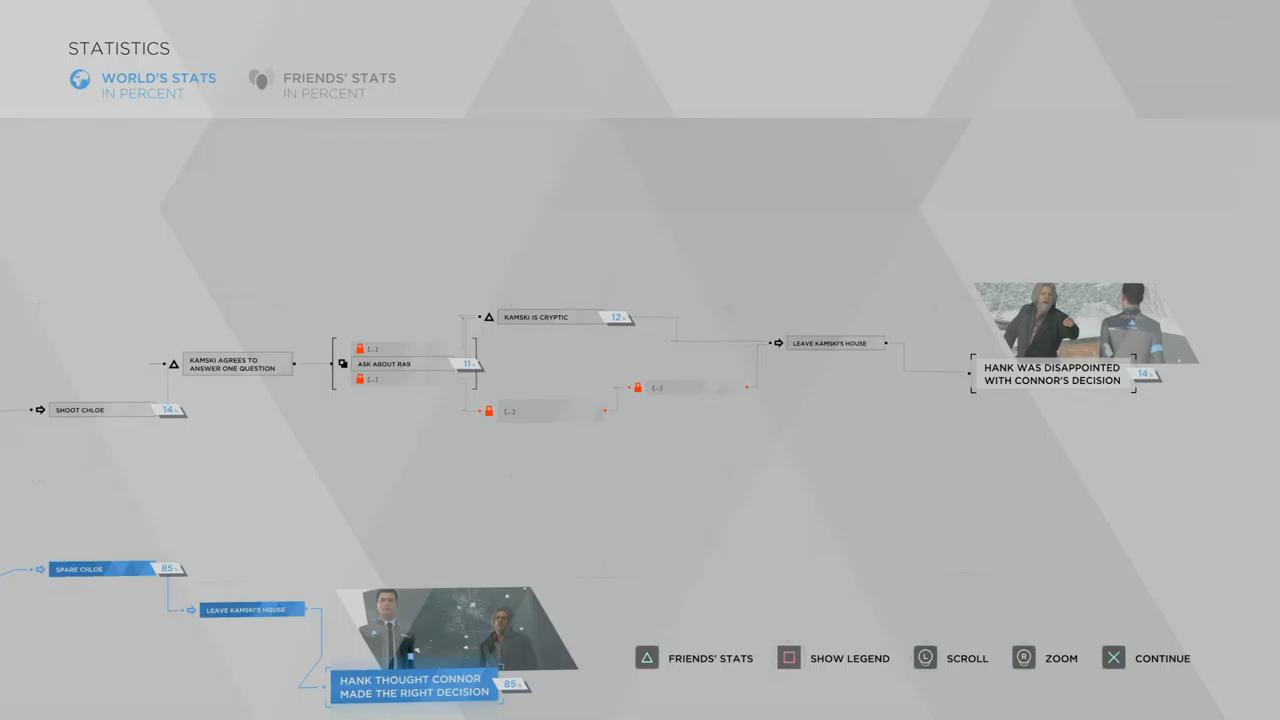 STATISTICS
WORLD'S STATS
IN PERCENT
FRIENDS' STATS
IN PERCENT
KAMSKI IS CRYPTIC
12%
[...]
KAMSKI AGREES TO
ANSWER ONE QUESTION
ASK ABOUT RA9
11%
[...]
LEAVE KAMSKI'S HOUSE
HANK WAS DISAPPOINTED
WITH CONNOR'S DECISION
14%
SHOOT CHLOE
14%
[...]
[...]
SPARE CHLOE
85%
LEAVE KAMSKI'S HOUSE
HANK THOUGHT CONNOR
MADE THE RIGHT DECISION
85%
FRIENDS' STATS
SHOW LEGEND
L
SCROLL
R
ZOOM
CONTINUE